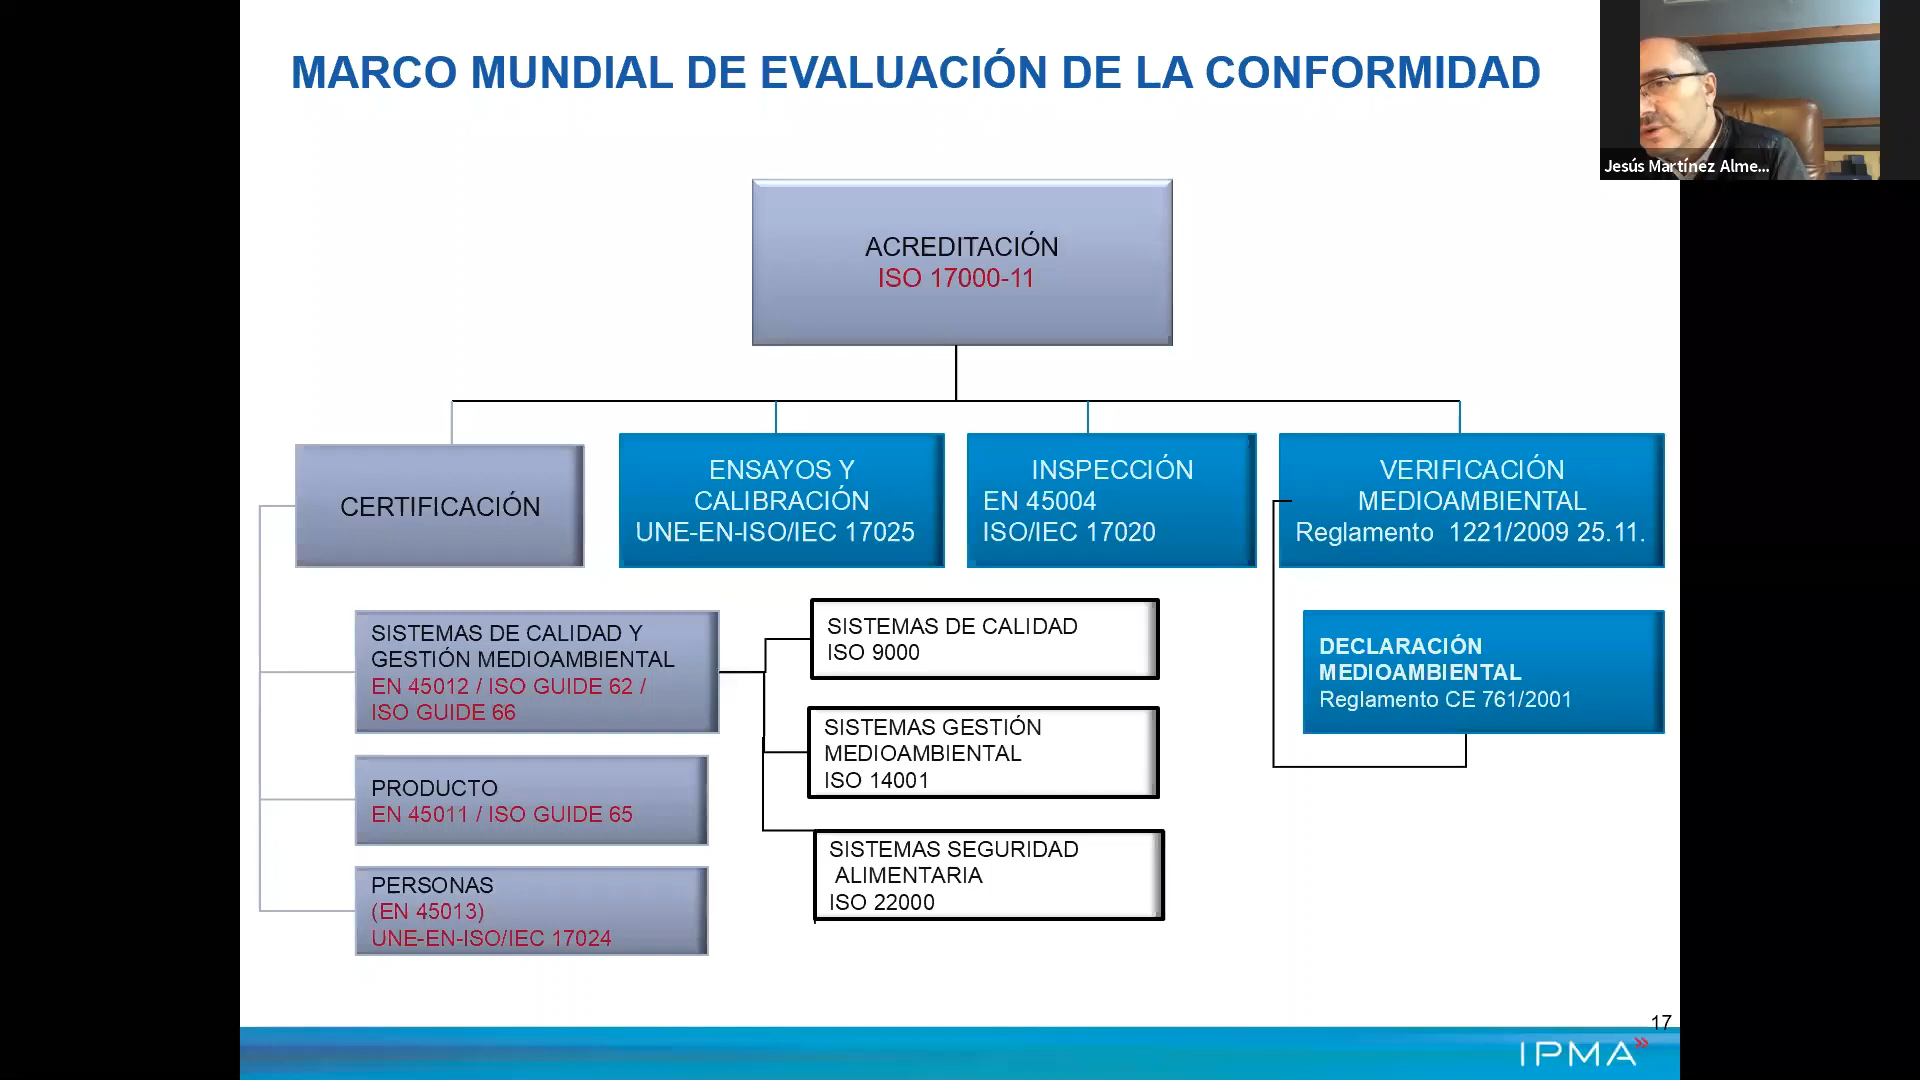 MARCO MUNDIAL DE EVALUACIÓN DE LA CONFORMIDAD
Jesús Martínez Alme...
ACREDITACIÓN
ISO 17000-11
CERTIFICACIÓN
ENSAYOS Y
CALIBRACIÓN
UNE-EN-ISO/IEC 17025
INSPECCIÓN
EN 45004
ISO/IEC 17020
VERIFICACIÓN
MEDIOAMBIENTAL
Reglamento 1221/2009 25.11.
SISTEMAS DE CALIDAD Y
GESTIÓN MEDIOAMBIENTAL
EN 45012 / ISO GUIDE 62 /
ISO GUIDE 66
PRODUCTO
EN 45011 / ISO GUIDE 65
PERSONAS
(EN 45013)
UNE-EN-ISO/IEC 17024
SISTEMAS DE CALIDAD
ISO 9000
SISTEMAS GESTIÓN
MEDIOAMBIENTAL
ISO 14001
SISTEMAS SEGURIDAD
ALIMENTARIA
ISO 22000
DECLARACIÓN
MEDIOAMBIENTAL
Reglamento CE 761/2001
17
IPMA